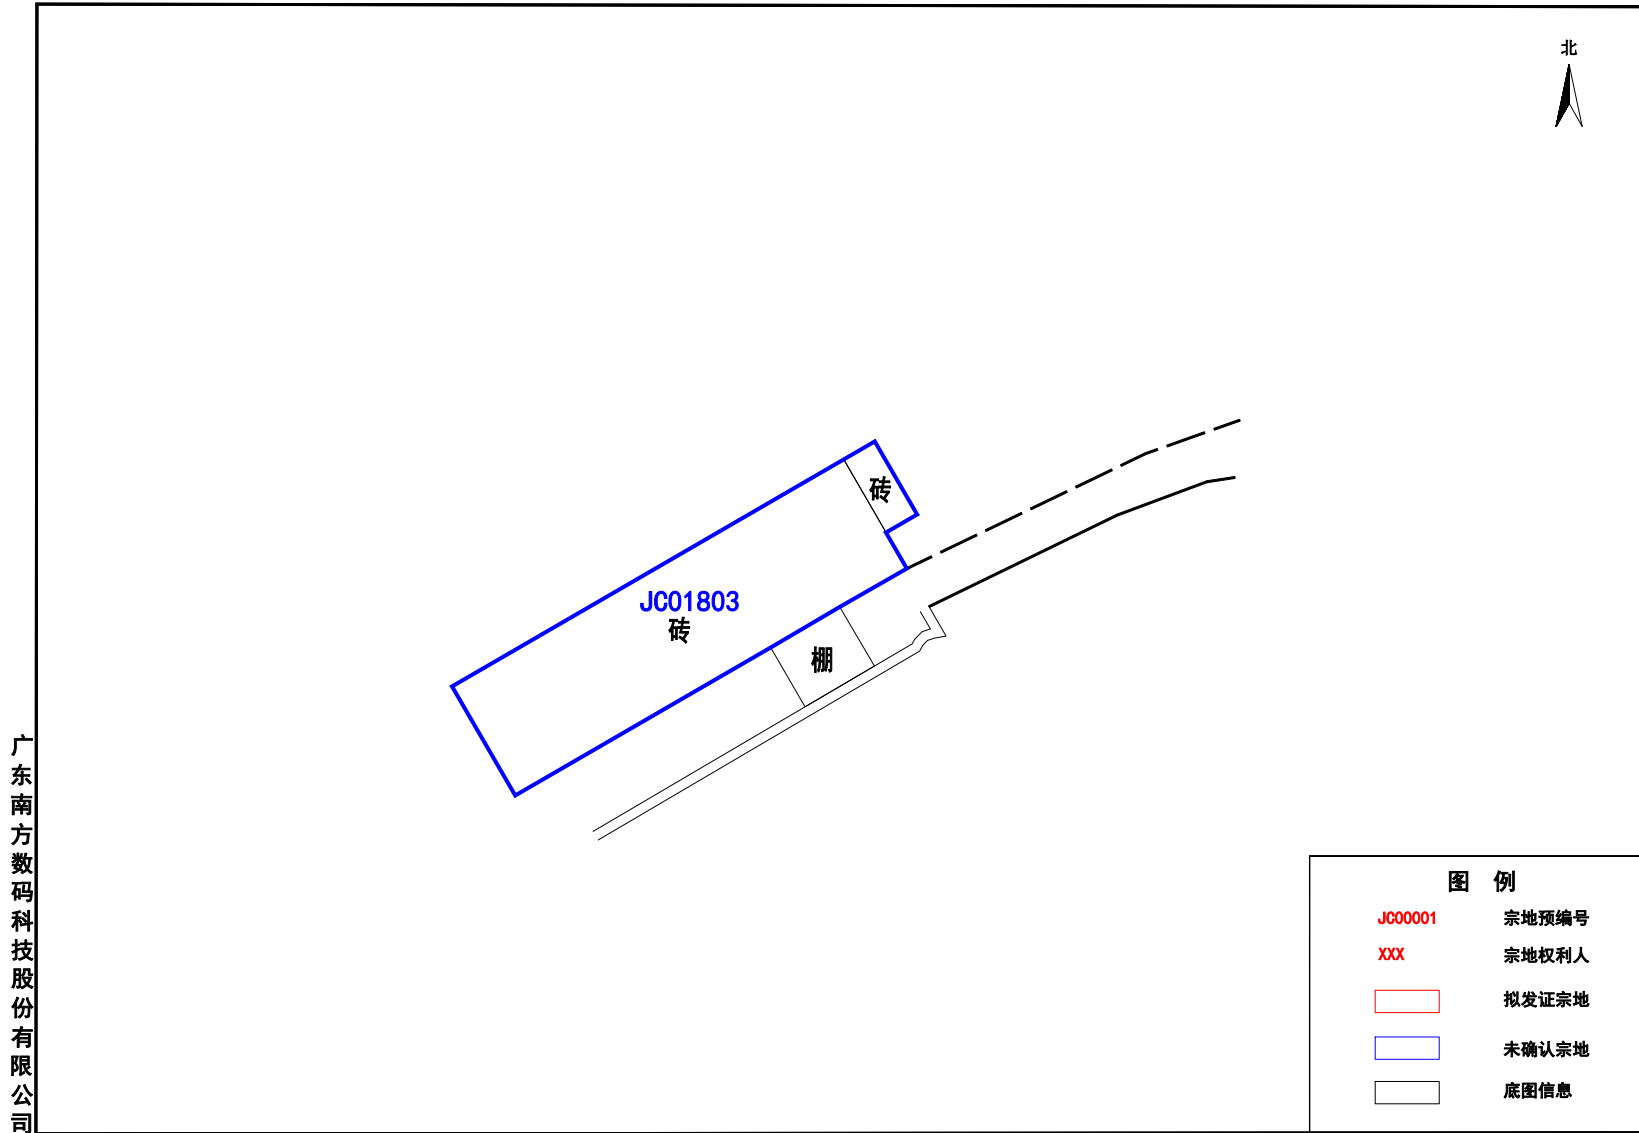 北
砖
JC01803
砖
棚
广东南方数码科技股份有限公司
图 例
JC00001 宗地预编号
XXX 宗地权利人
拟发证宗地
未确认宗地
底图信息